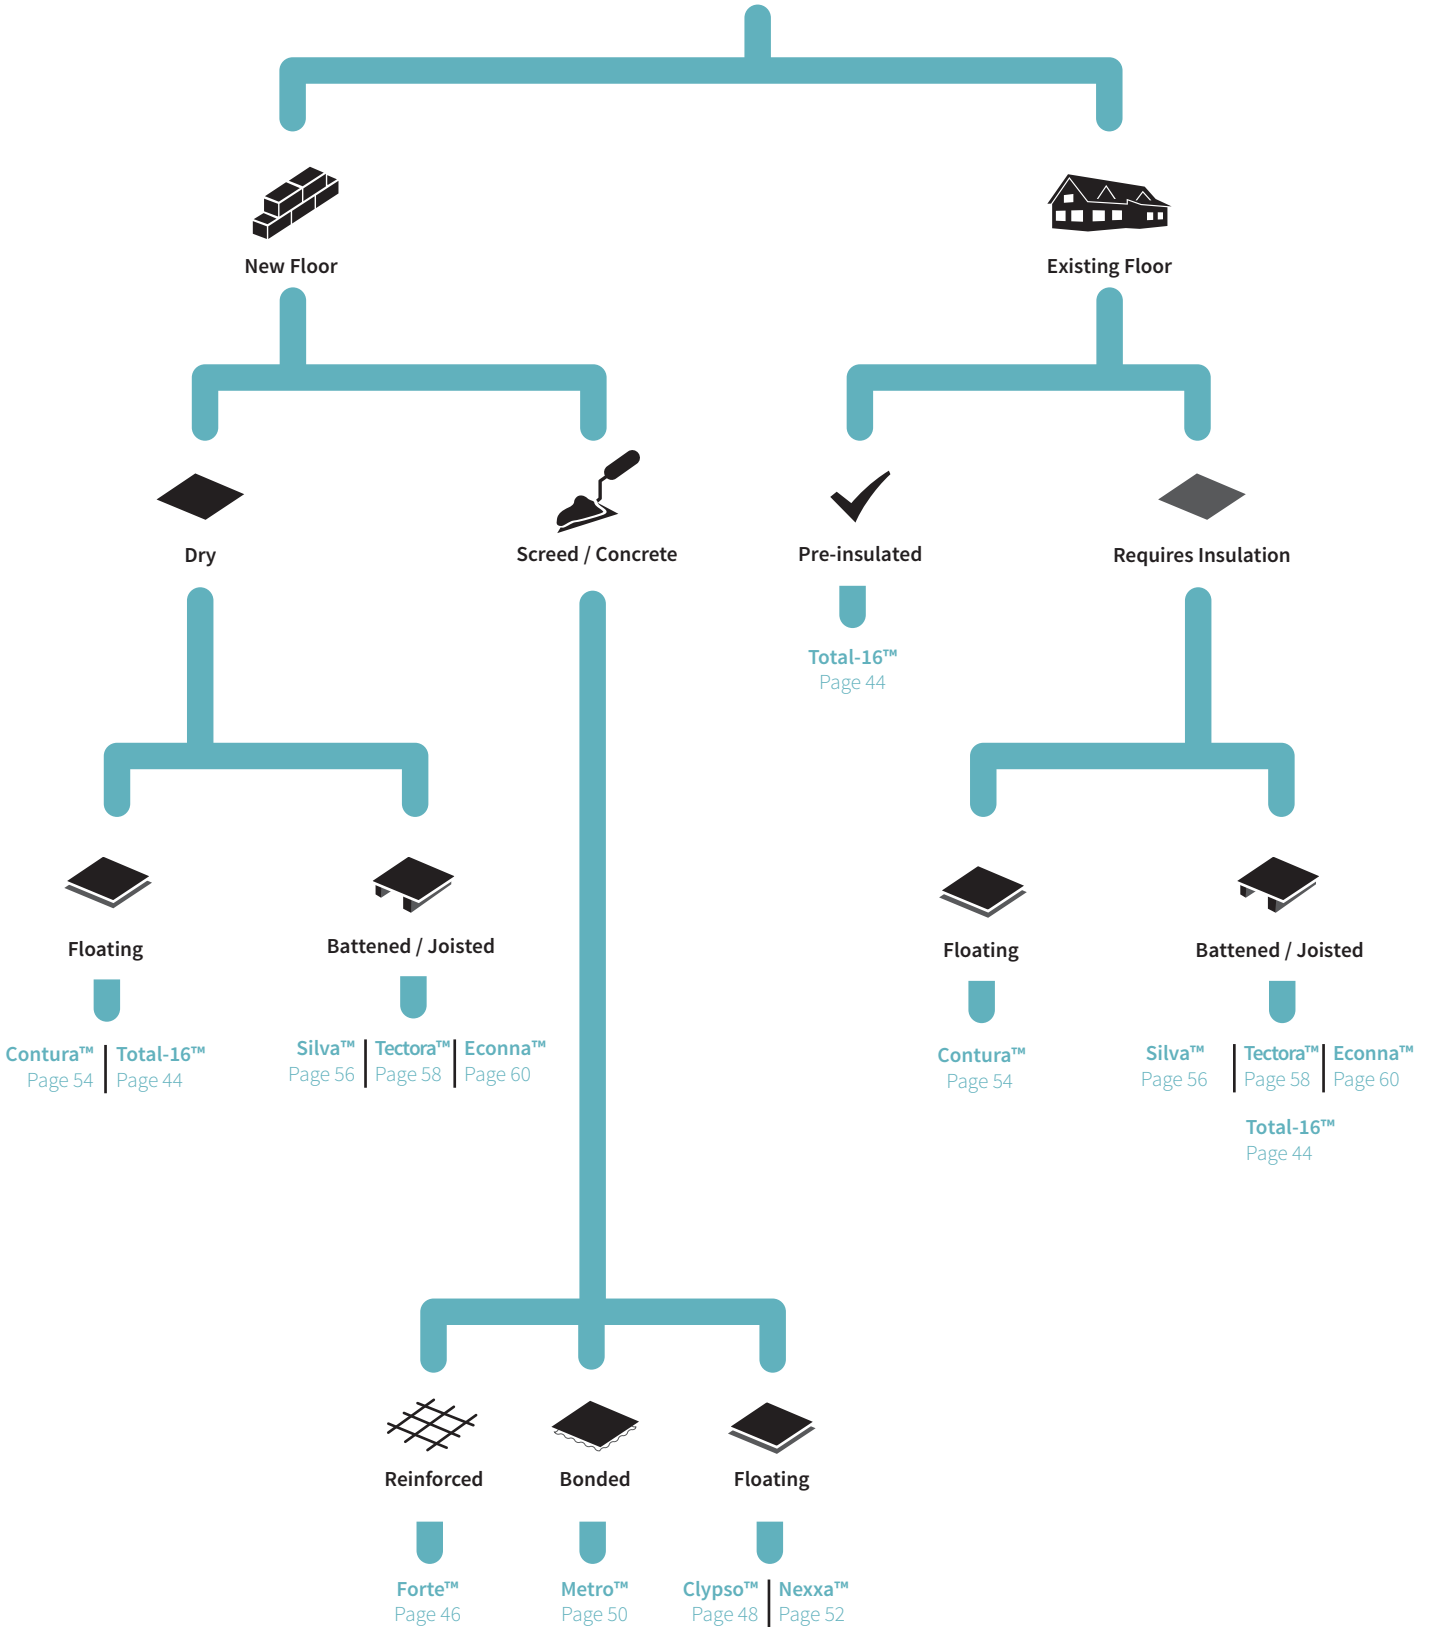 New Floor
Existing Floor
Dry
Screed / Concrete
Pre-insulated
Requires Insulation
Total-16™
Page 44
Floating
Battened / Joisted
Floating
Battened / Joisted
Contura™
Page 54
Total-16™
Page 44
Silva™
Page 56
Tectora™
Page 58
Econna™
Page 60
Contura™
Page 54
Silva™
Page 56
Tectora™
Page 58
Econna™
Page 60
Total-16™
Page 44
Reinforced
Bonded
Floating
Forte™
Page 46
Metro™
Page 50
Clypso™
Page 48
Nexxa™
Page 52